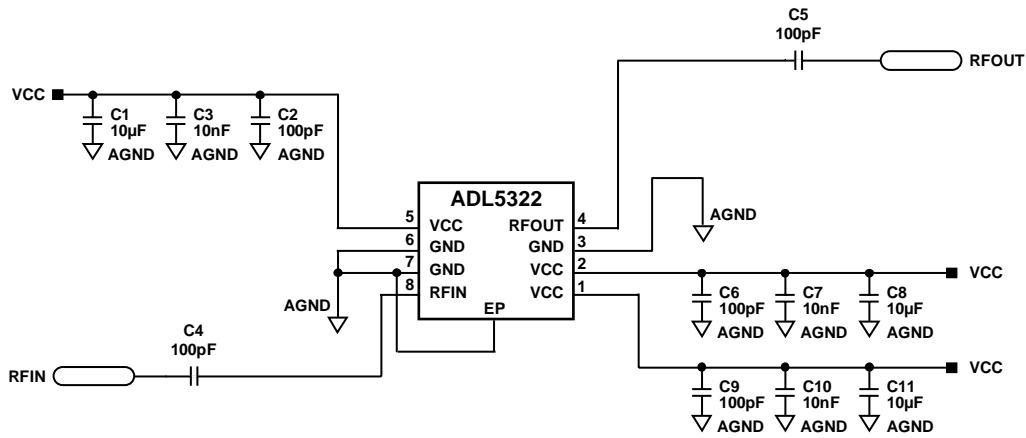 C5
100pF
RFOUT
VCC
C1
10µF
AGND
C3
10nF
AGND
C2
100pF
AGND
ADL5322
5
VCC
6
GND
7
GND
8
RFIN
RFOUT
4
GND
3
VCC
2
VCC
1
EP
AGND
AGND
C4
100pF
RFIN
C6
100pF
AGND
C7
10nF
AGND
C8
10µF
AGND
VCC
C9
100pF
AGND
C10
10nF
AGND
C11
10µF
AGND
VCC